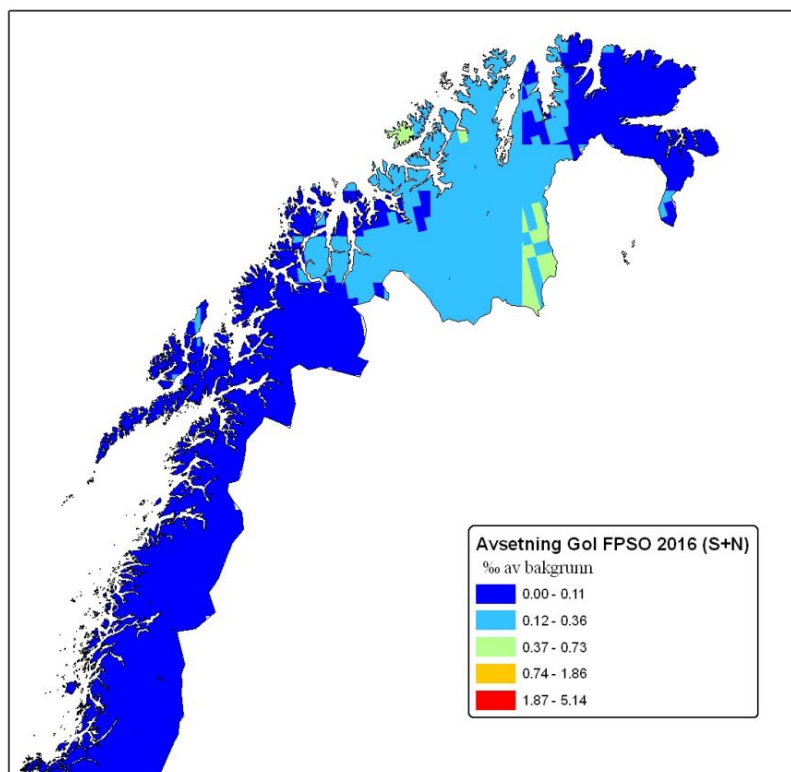 Avsetning Gol FPSO 2016 (S+N)
‰ av bakgrunn
0.00 - 0.11
0.12 - 0.36
0.37 - 0.73
0.74 - 1.86
1.87 - 5.14